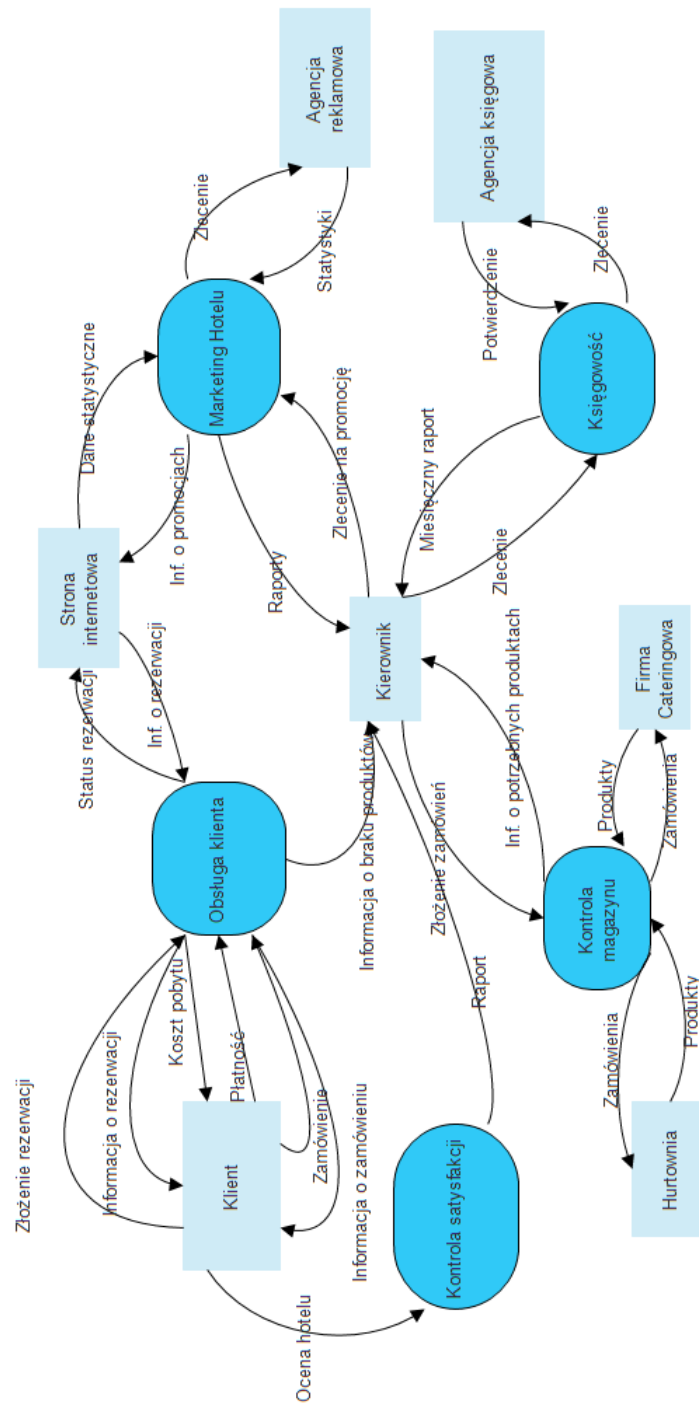 Złożenie rezerwacji
Informacja o rezerwacji
Koszt pobytu
Płatność
Zamówienie
Informacja o zamówieniu
Klient
Ocena hotelu
Kontrola satysfakcji
Raport
Obsługa klienta
Status rezerwacji
Inf. o rezerwacji
Informacja o braku produktów
Strona
internetowa
Dane statystyczne
Inf. o promocjach
Marketing Hotelu
Zlecenie
Statystyki
Agencja
reklamowa
Raporty
Zlecenie na promocję
Kierownik
Miesięczny raport
Zlecenie
Księgowość
Potwierdzenie
Zlecenie
Agencja księgowa
Złożenie zamówień
Inf. o potrzebnych produktach
Kontrola
magazynu
Produkty
Zamówienia
Firma
Cateringowa
Zamówienia
Produkty
Hurtownia